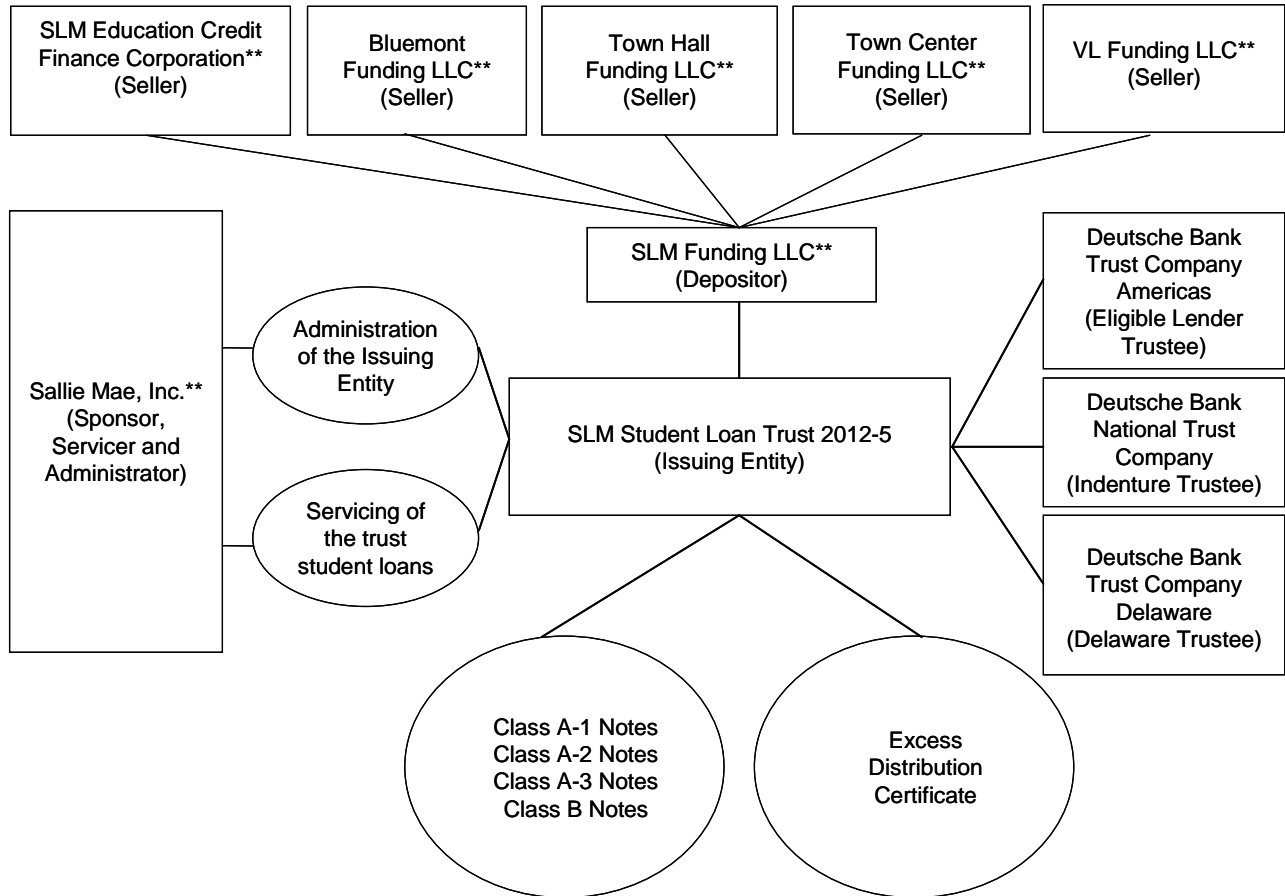 SLM Education Credit
Finance Corporation**
(Seller)
Bluemont
Funding LLC**
(Seller)
Town Hall
Funding LLC**
(Seller)
Town Center
Funding LLC**
(Seller)
VL Funding LLC**
(Seller)
SLM Funding LLC**
(Depositor)
Sallie Mae, Inc.**
(Sponsor,
Servicer and
Administrator)
Administration
of the Issuing
Entity
Servicing of
the trust
student loans
SLM Student Loan Trust 2012-5
(Issuing Entity)
Deutsche Bank
Trust Company
Americas
(Eligible Lender
Trustee)
Deutsche Bank
National Trust
Company
(Indenture Trustee)
Deutsche Bank
Trust Company
Delaware
(Delaware Trustee)
Class A-1 Notes
Class A-2 Notes
Class A-3 Notes
Class B Notes
Excess
Distribution
Certificate